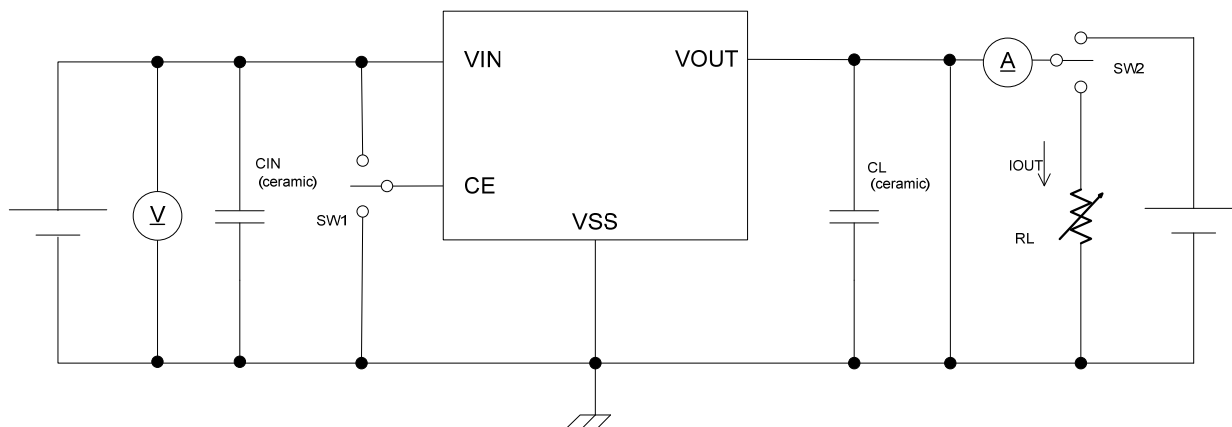 VIN
VOUT
A
SW2
CIN
(ceramic)
CE
SW1
V
VSS
CL
(ceramic)
IOUT
RL